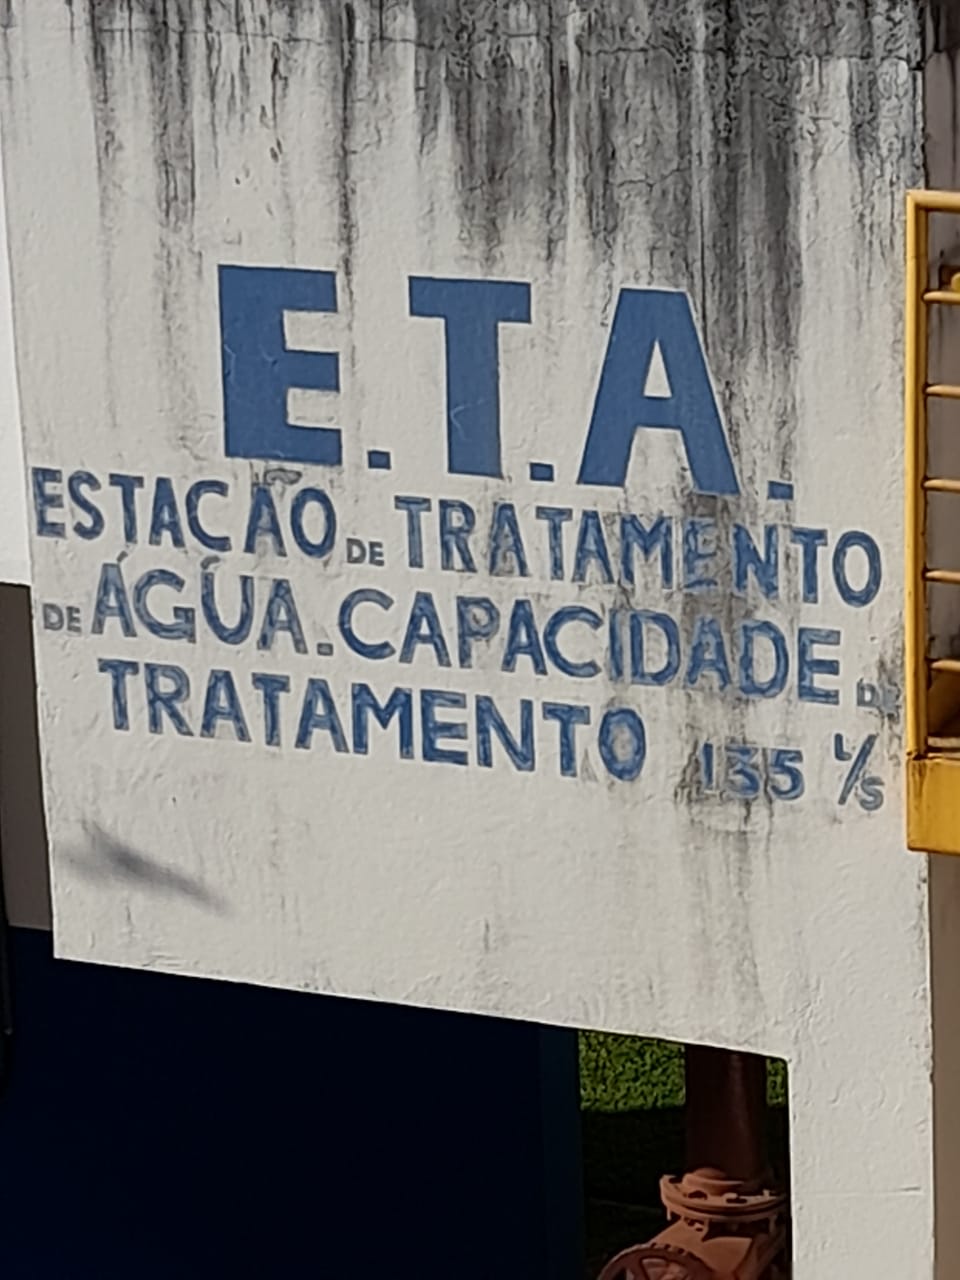 E.T.A.
ESTAÇÃO DE TRATAMENTO
DE ÁGUA. CAPACIDADE DE
TRATAMENTO 135 L/S